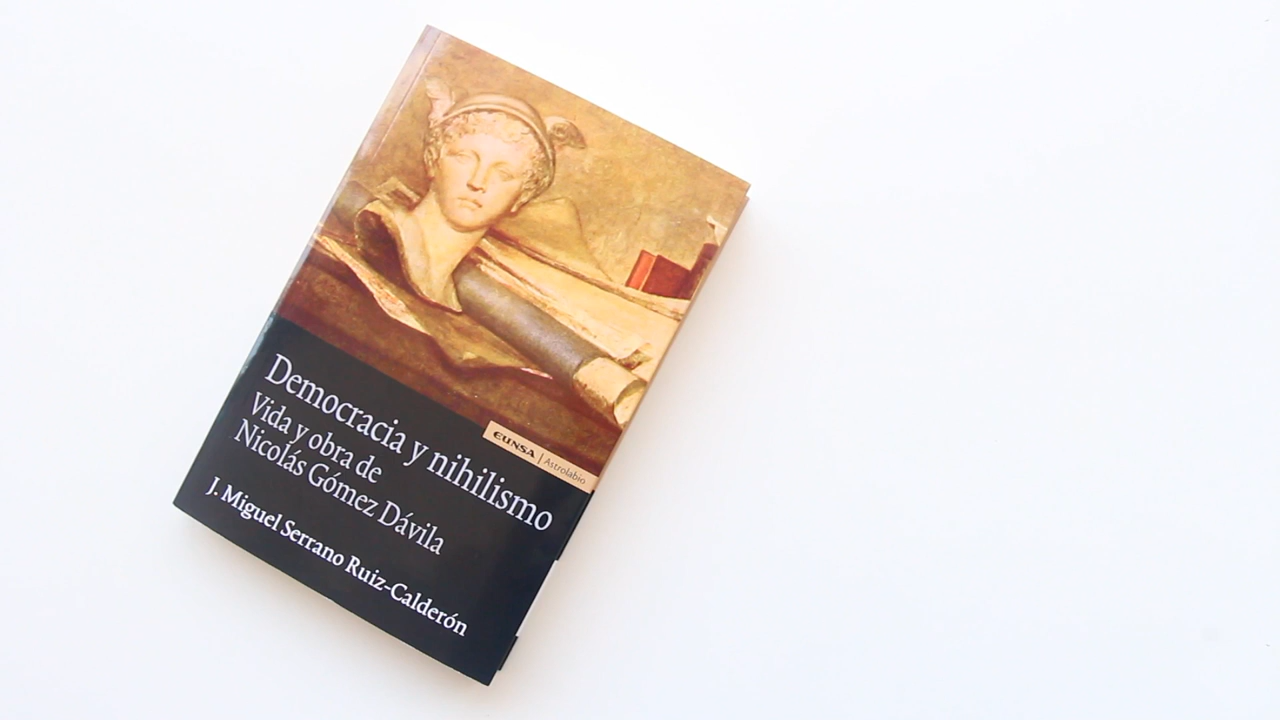 EUNSA | Astrolabio
Democracia y nihilismo
Vida y obra de
Nicolás Gómez Dávila
J. Miguel Serrano Ruiz-Calderón